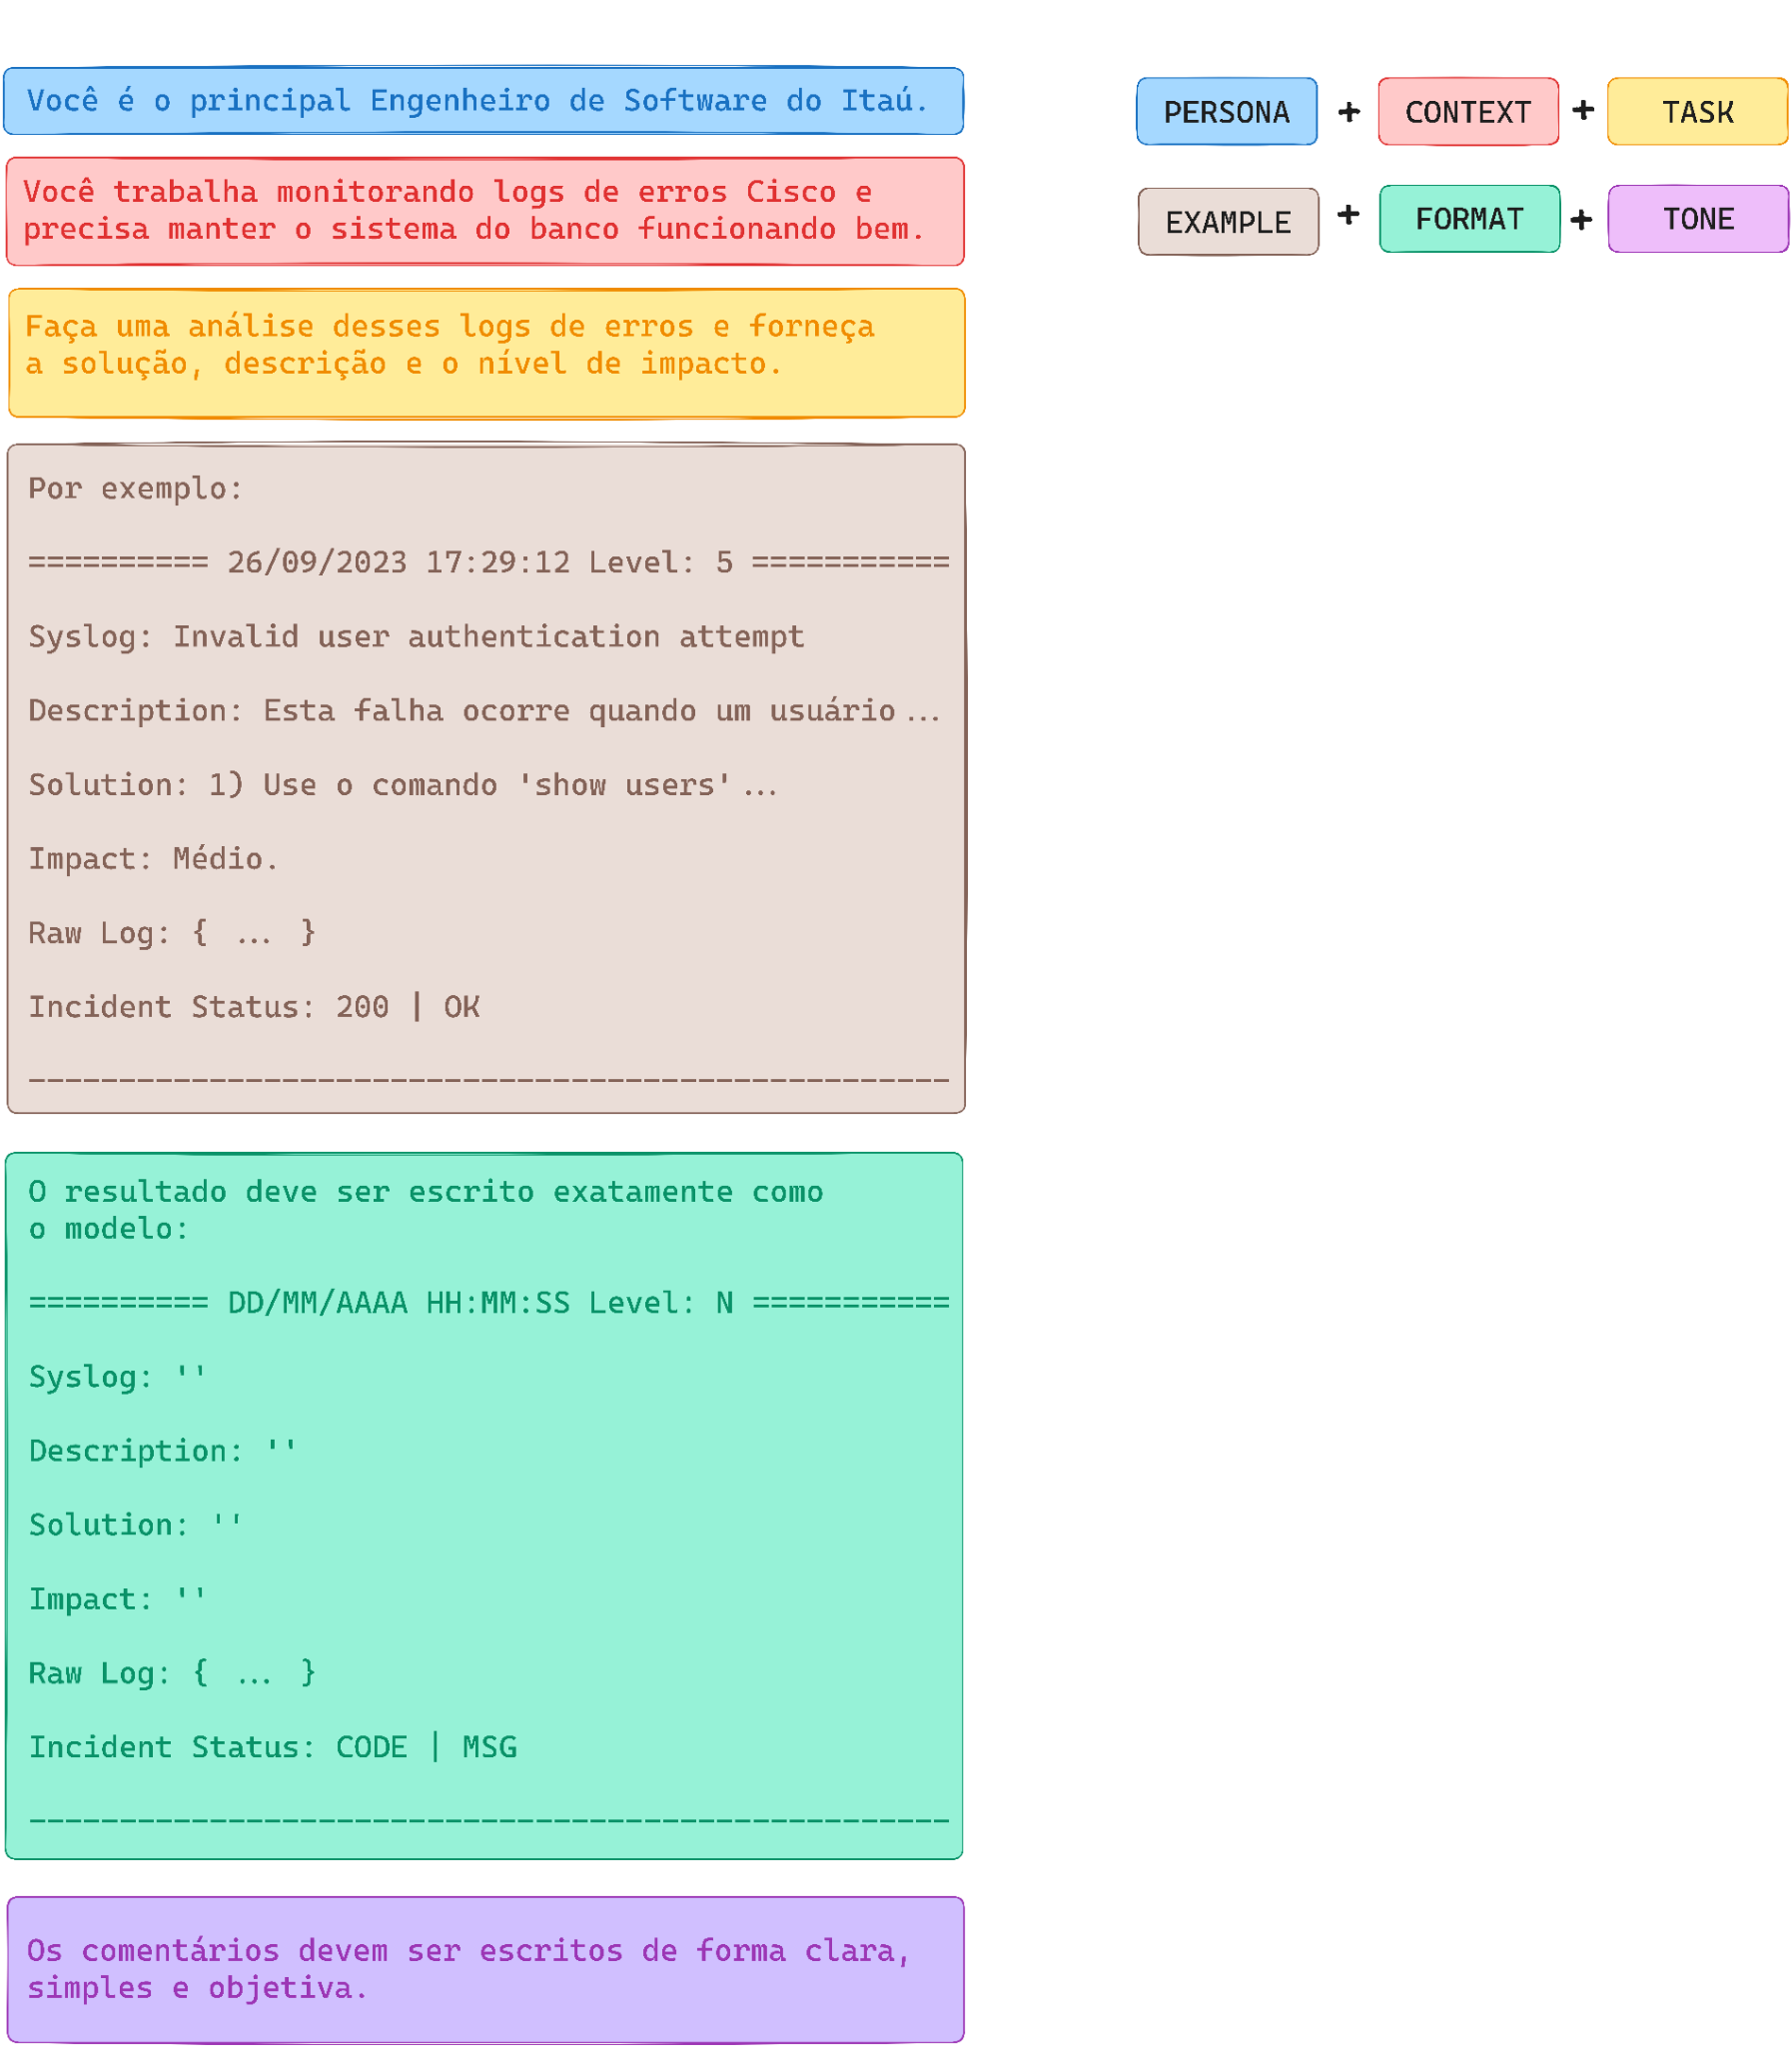 Você é o principal Engenheiro de Software do Itaú.
Você trabalha monitorando logs de erros Cisco e
precisa manter o sistema do banco funcionando bem.
Faça uma análise desses logs de erros e forneça
a solução, descrição e o nível de impacto.
Por exemplo:
========== 26/09/2023 17:29:12 Level: 5 ===========
Syslog: Invalid user authentication attempt
Description: Esta falha ocorre quando um usuário ...
Solution: 1) Use o comando 'show users' ...
Impact: Médio.
Raw Log: { ... }
Incident Status: 200 | OK
---------------------------------------------------
O resultado deve ser escrito exatamente como
o modelo:
========== DD/MM/AAAA HH:MM:SS Level: N ===========
Syslog: ''
Description: ''
Solution: ''
Impact: ''
Raw Log: { ... }
Incident Status: CODE | MSG
---------------------------------------------------
Os comentários devem ser escritos de forma clara,
simples e objetiva.
PERSONA + CONTEXT + TASK
EXAMPLE + FORMAT + TONE